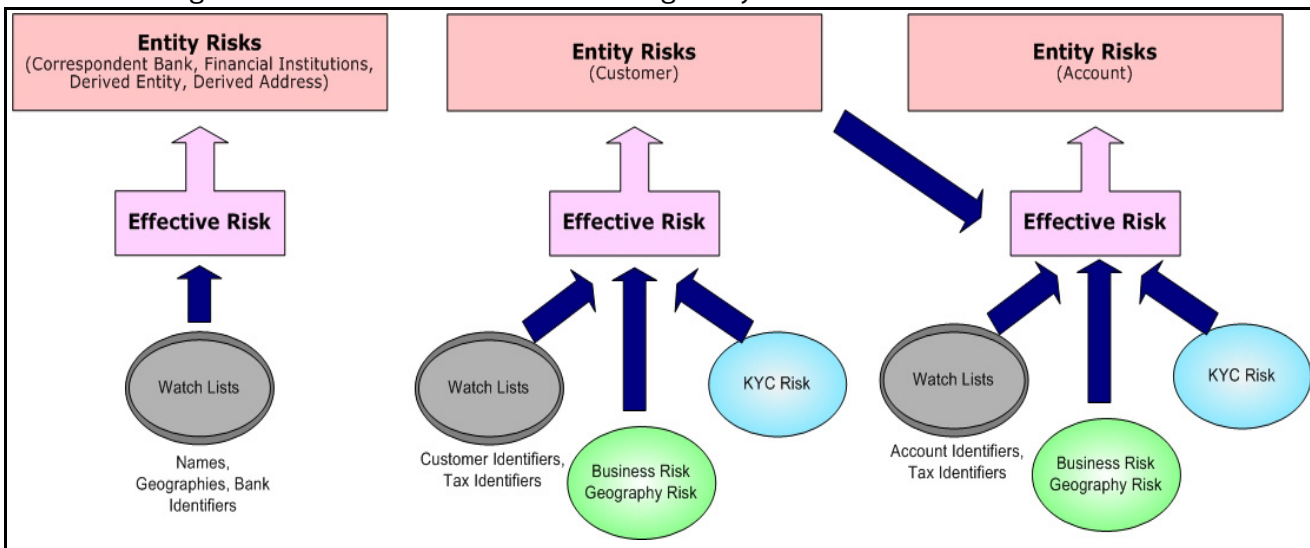 Entity Risks
(Correspondent Bank, Financial Institutions,
Derived Entity, Derived Address)
Effective Risk
Watch Lists
Names,
Geographies, Bank
Identifiers
Entity Risks
(Customer)
Effective Risk
Watch Lists
Customer Identifiers,
Tax Identifiers
Business Risk
Geography Risk
KYC Risk
Entity Risks
(Account)
Effective Risk
Watch Lists
Account Identifiers,
Tax Identifiers
Business Risk
Geography Risk
KYC Risk